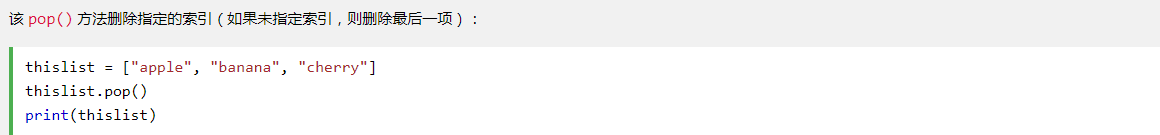 该 pop() 方法删除指定的索引（如果未指定索引，则删除最后一项）：
thislist = ["apple", "banana", "cherry"]
thislist.pop()
print(thislist)